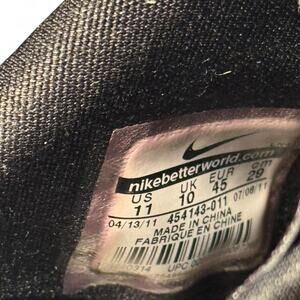 nikebetterworld.com
US UK EUR cm
11 10 45 29
04/13/11 454143-011 07/08/11
MADE IN CHINA
FABRIQUÉ EN CHINE
UPC